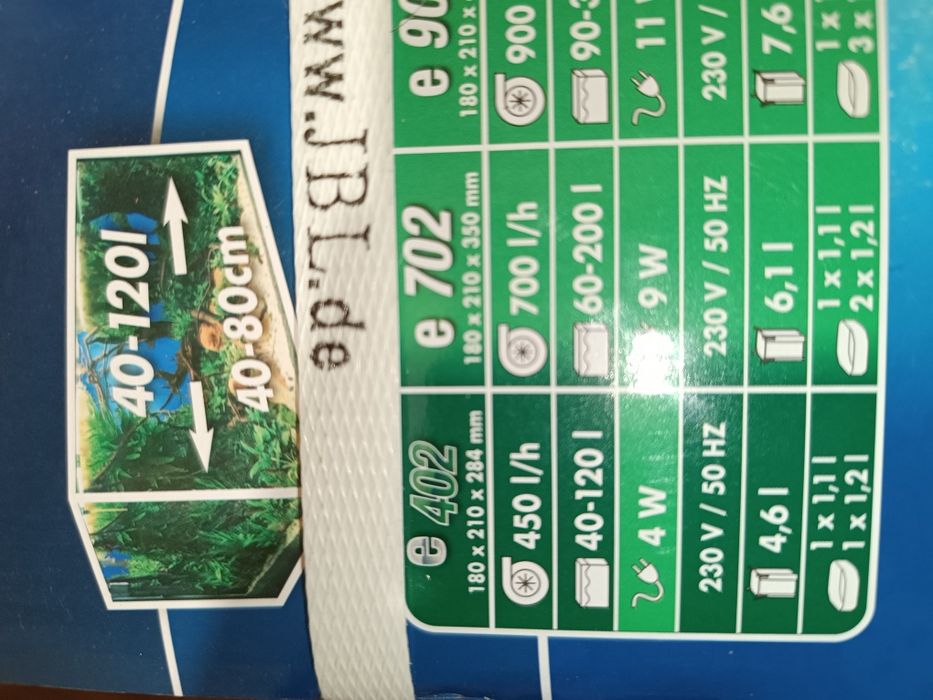 40-120l
40-80cm
www.JBL.de
e 402
180 x 210 x 284 mm
450 l/h
40-120 l
4 W
230 V / 50 HZ
4,6 l
1 x 1,1 l
1 x 1,2 l
e 702
180 x 210 x 350 mm
700 l/h
60-200 l
9 W
230 V / 50 HZ
6,1 l
1 x 1,1 l
2 x 1,2 l
e 90
180 x 210 x
900
90-3
11
230 V /
7,6
1 x
3 x